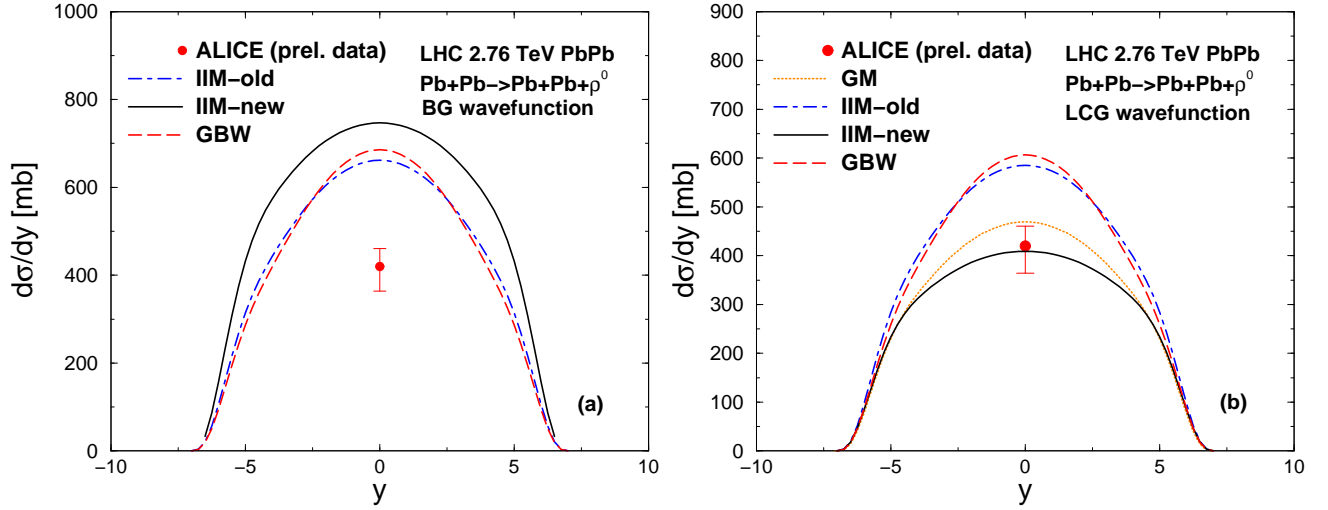 1000
800
600
400
200
0
dσ/dy [mb]
ALICE (prel. data)
IIM−old
IIM−new
GBW
LHC 2.76 TeV PbPb
Pb+Pb−>Pb+Pb+ρ⁰
BG wavefunction
(a)
−10 −5 0 5 10
y
900
800
700
600
500
400
300
200
100
0
dσ/dy [mb]
ALICE (prel. data)
GM
IIM−old
IIM−new
GBW
LHC 2.76 TeV PbPb
Pb+Pb−>Pb+Pb+ρ⁰
LCG wavefunction
(b)
−10 −5 0 5 10
y